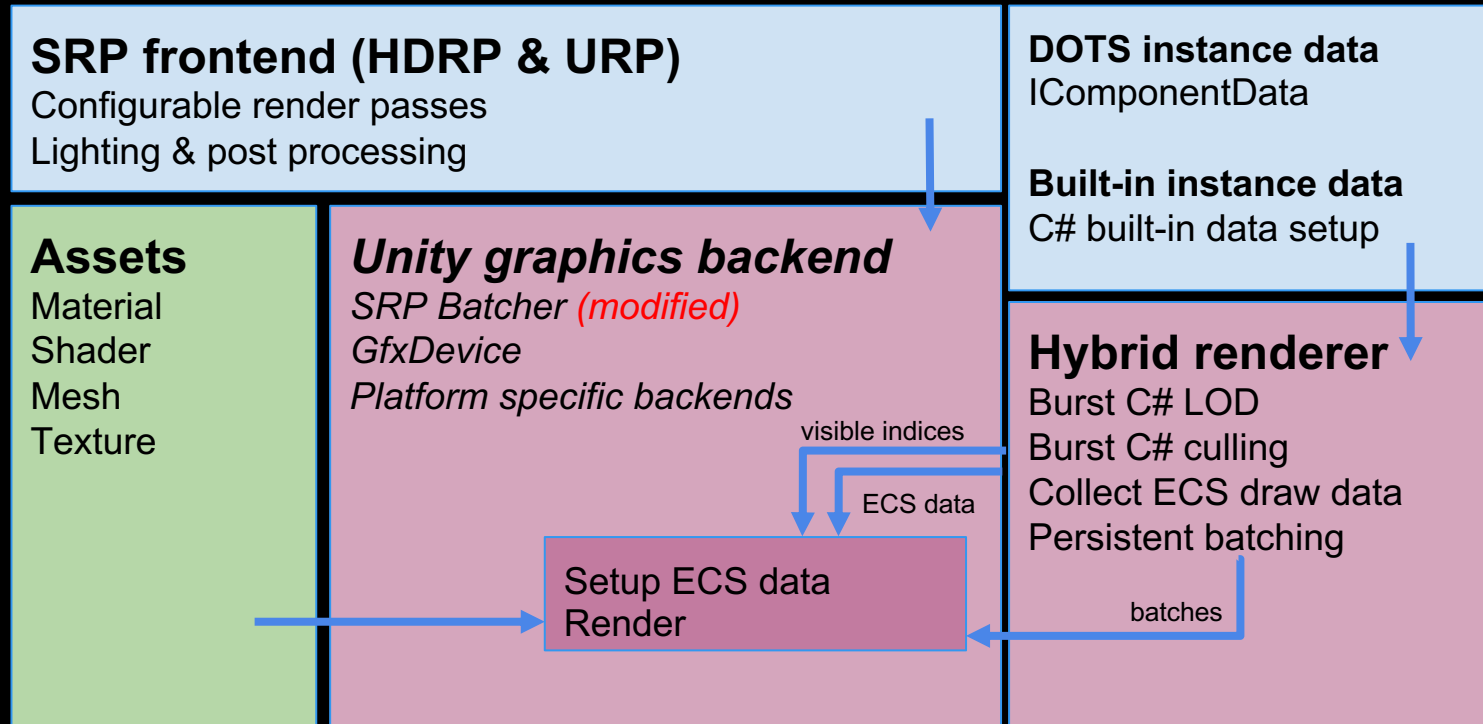 SRP frontend (HDRP & URP)
Configurable render passes
Lighting & post processing
DOTS instance data
IComponentData
Built-in instance data
C# built-in data setup
Assets
Material
Shader
Mesh
Texture
Unity graphics backend
SRP Batcher (modified)
GfxDevice
Platform specific backends
visible indices
ECS data
Setup ECS data
Render
Hybrid renderer
Burst C# LOD
Burst C# culling
Collect ECS draw data
Persistent batching
batches